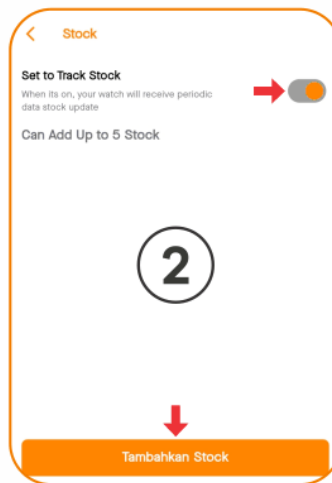 Stock
Set to Track Stock
When its on, your watch will receive periodic
data stock update
Can Add Up to 5 Stock
2
Tambahkan Stock